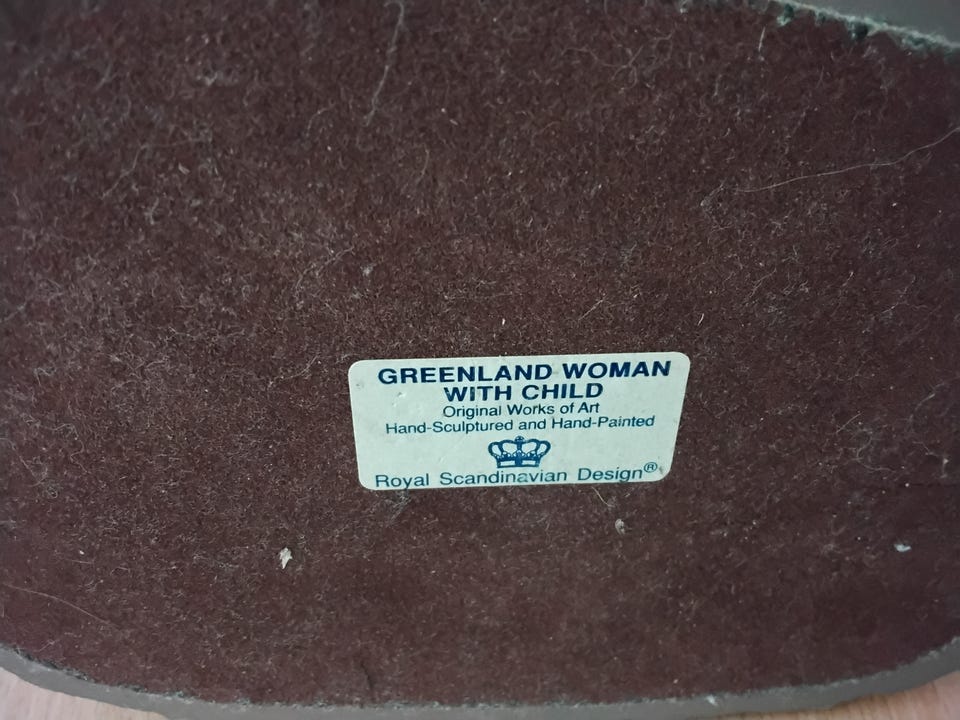 GREENLAND WOMAN
WITH CHILD
Original Works of Art
Hand-Sculptured and Hand-Painted
Royal Scandinavian Design®